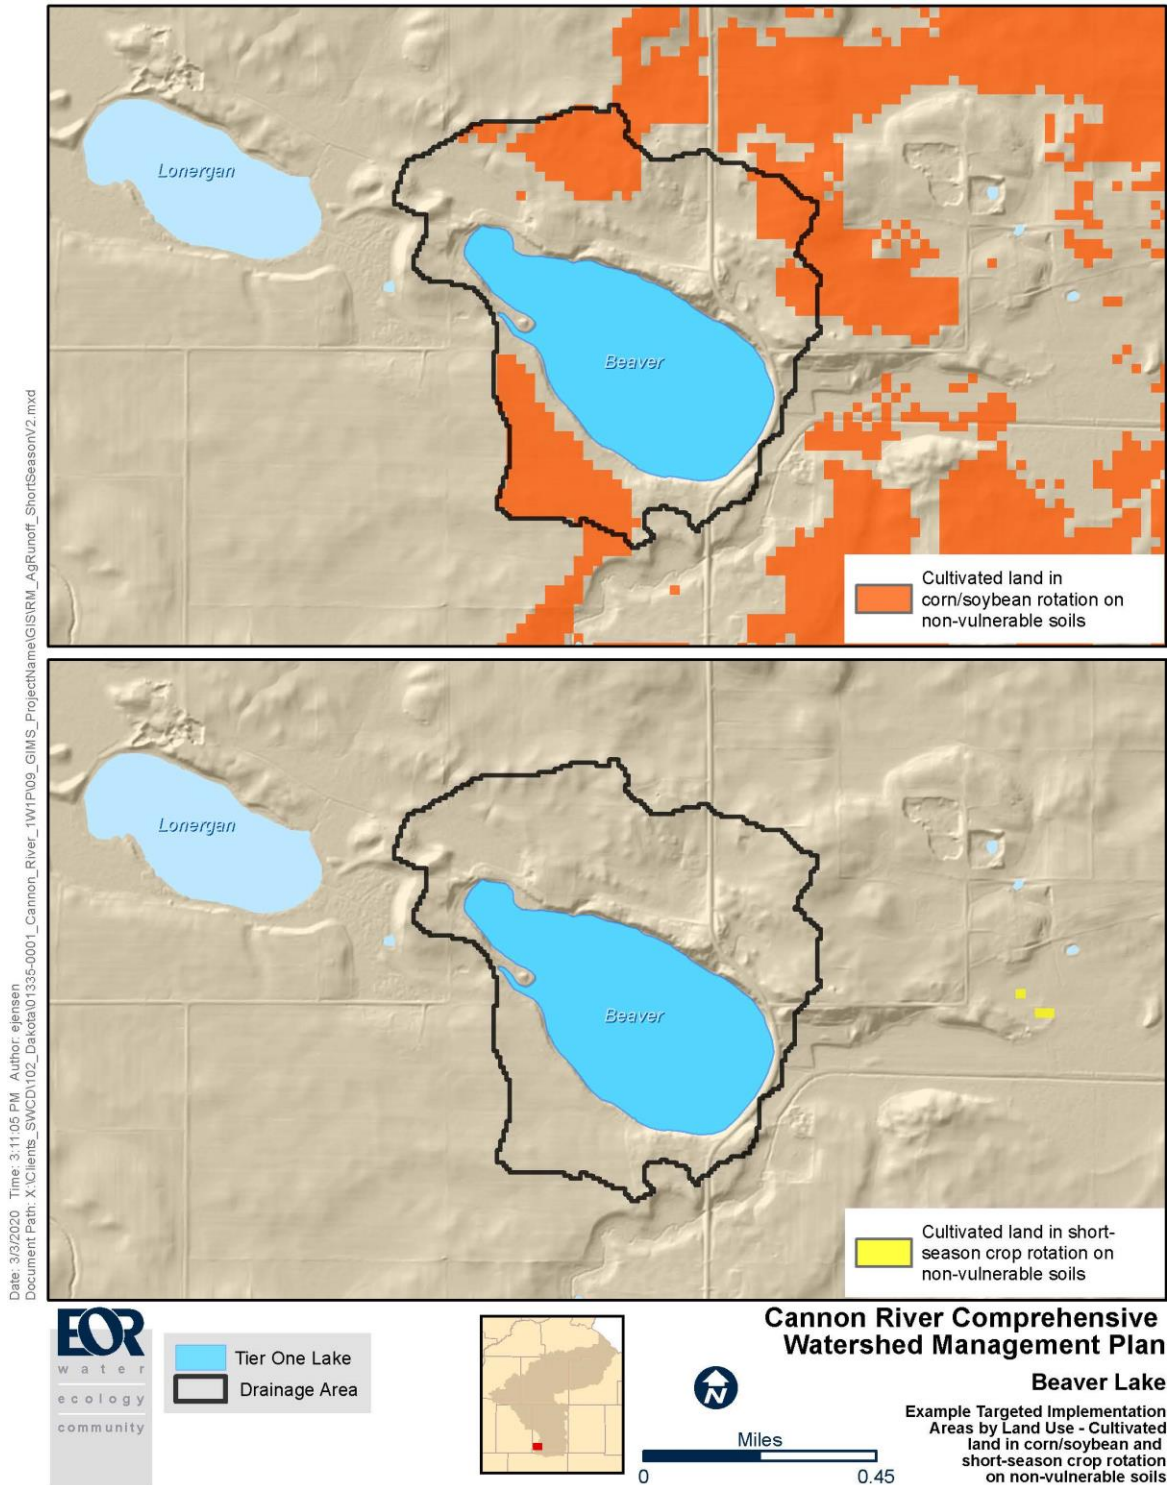 Lonergan
Beaver
Cultivated land in
corn/soybean rotation on
non-vulnerable soils
Lonergan
Beaver
Cultivated land in short-
season crop rotation on
non-vulnerable soils
Date: 3/3/2020 Time: 3:11:05 PM Author: ejensen
Document Path: X:\Clients_SWCD\102_Dakota\01335-0001_Cannon_River_1W1P\09_GIMS_ProjectName\GIS\RM_AgRunoff_ShortSeasonV2.mxd
EOR
water
ecology
community
Tier One Lake
Drainage Area
N
Miles
0 0.45
Cannon River Comprehensive
Watershed Management Plan
Beaver Lake
Example Targeted Implementation
Areas by Land Use - Cultivated
land in corn/soybean and
short-season crop rotation
on non-vulnerable soils